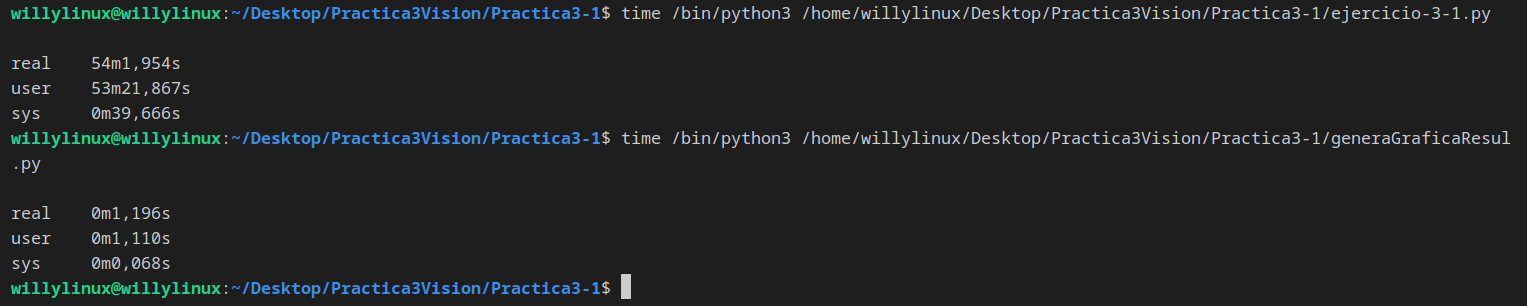 willylinux@willylinux:~/Desktop/Practica3Vision/Practica3-1$ time /bin/python3 /home/willylinux/Desktop/Practica3Vision/Practica3-1/ejercicio-3-1.py
real 54m1,954s
user 53m21,867s
sys 0m39,666s
willylinux@willylinux:~/Desktop/Practica3Vision/Practica3-1$ time /bin/python3 /home/willylinux/Desktop/Practica3Vision/Practica3-1/generaGraficaResul
.py
real 0m1,196s
user 0m1,110s
sys 0m0,068s
willylinux@willylinux:~/Desktop/Practica3Vision/Practica3-1$